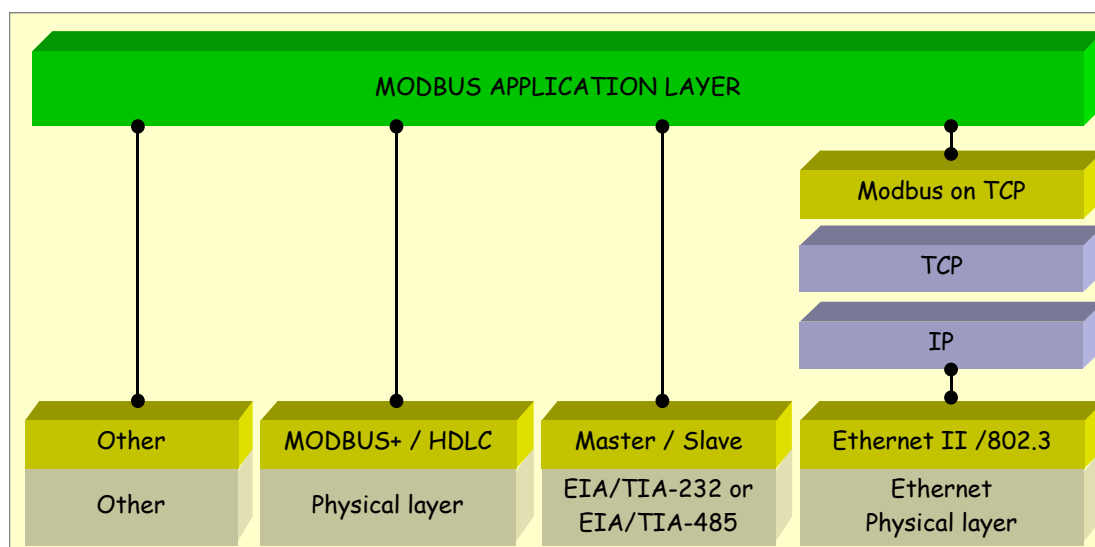 MODBUS APPLICATION LAYER
Modbus on TCP
TCP
IP
Other
MODBUS+ / HDLC
Master / Slave
Ethernet II /802.3
Other
Physical layer
EIA/TIA-232 or
EIA/TIA-485
Ethernet
Physical layer